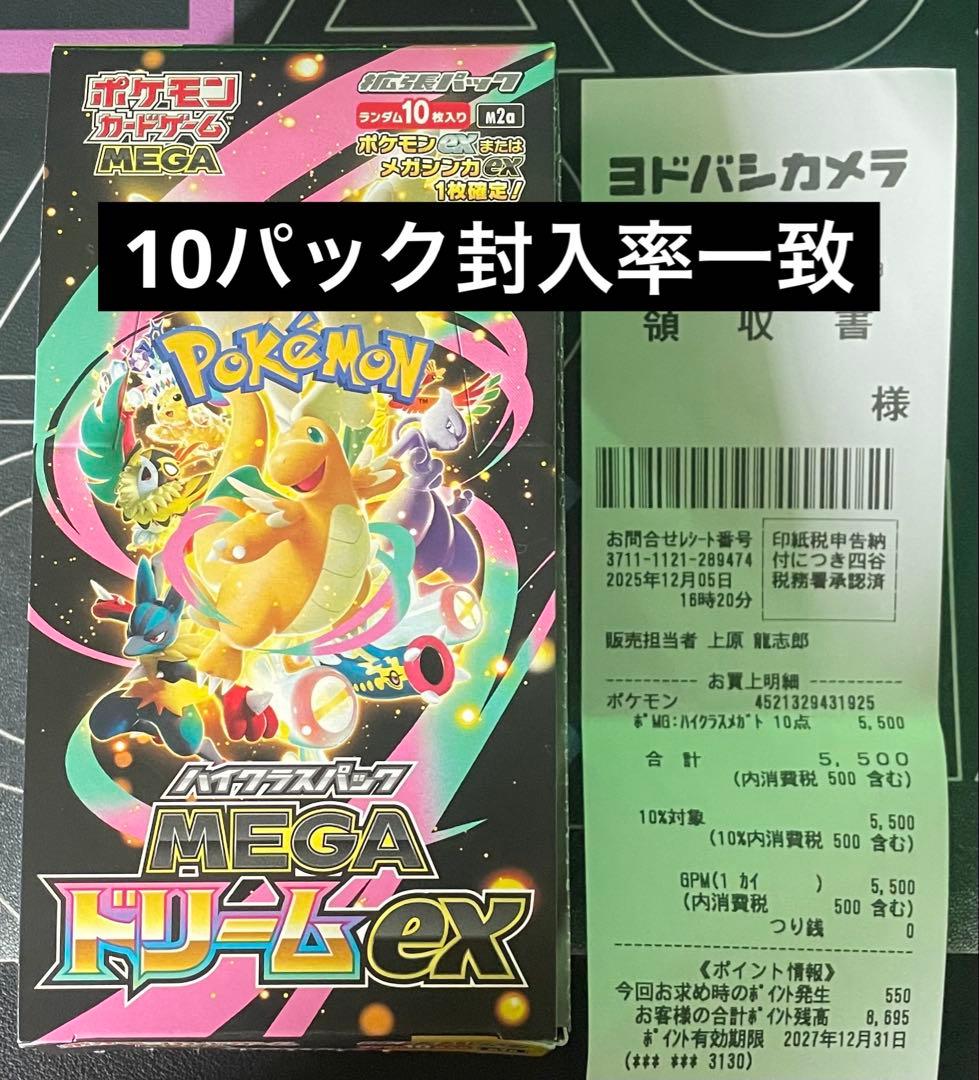 ポケモン
カードゲーム
MEGA
拡張パック
ランダム10枚入り
M2a
ポケモンexまたは
メガシンカex
1枚確定!
10パック封入率一致
POKÉMON
ハイクラスパック
MEGA
ドリームex
ヨドバシカメラ
領 収 書
様
お問合せレシート番号
3711-1121-289474
2025年12月05日
16時20分
印紙税申告納
付につき四谷
税務署承認済
販売担当者 上原 龍志郎
---------- お買上明細 ----------
ポケモン 4521329431925
ポMG:ハイクラスメガド 10点 5,500
合 計 5,500
(内消費税 500 含む)
10%対象 5,500
(10%内消費税 500 含む)
GPM(1 カイ ) 5,500
(内消費税 500 含む)
つり銭 0
《ポイント情報》
今回お求め時のポイント発生 550
お客様の合計ポイント残高 8,695
ポイント有効期限 2027年12月31日
(*** *** 3130)